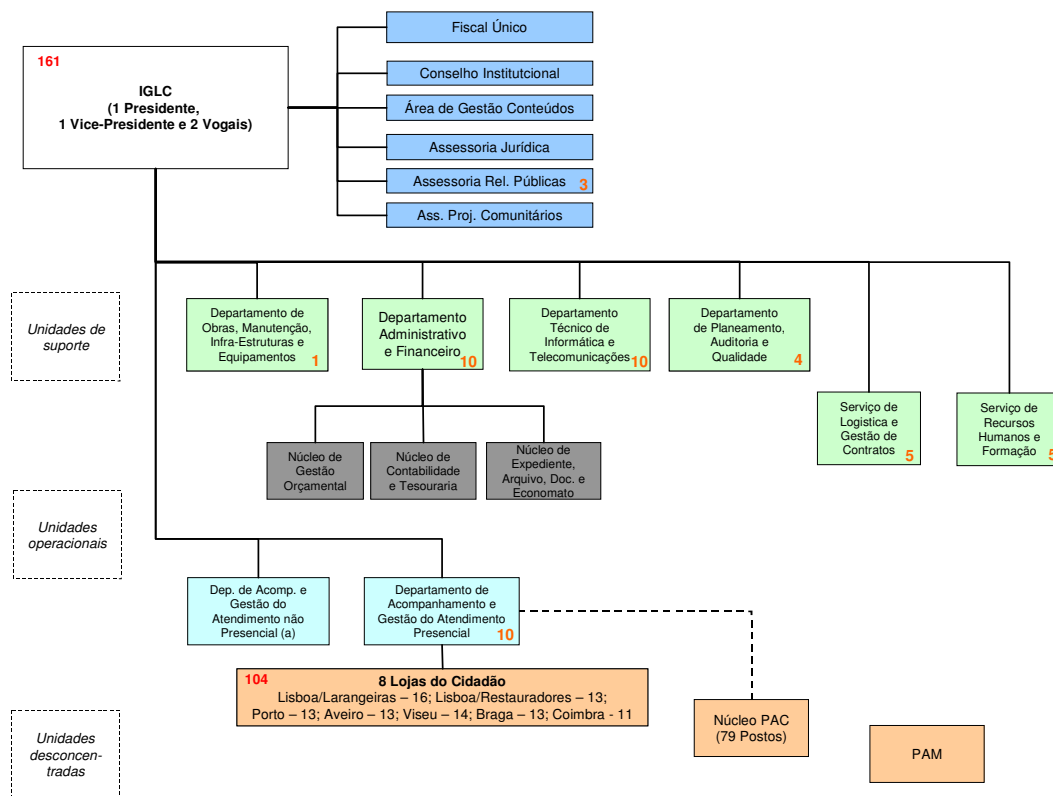 Fiscal Único
161
IGLC
(1 Presidente,
1 Vice-Presidente e 2 Vogais)
Conselho Institutcional
Área de Gestão Conteúdos
Assessoria Jurídica
Assessoria Rel. Públicas
3
Ass. Proj. Comunitários
Unidades de
suporte
Departamento de
Obras, Manutenção,
Infra-Estruturas e
Equipamentos
1
Departamento
Administrativo
e Financeiro
10
Departamento
Técnico de
Informática e
Telecomunicações
10
Departamento
de Planeamento,
Auditoria e
Qualidade
4
Serviço de
Logistica e
Gestão de
Contratos
5
Serviço de
Recursos
Humanos e
Formação
5
Núcleo de
Gestão
Orçamental
Núcleo de
Contabilidade
e Tesouraria
Núcleo de
Expediente,
Arquivo, Doc. e
Economato
Unidades
operacionais
Dep. de Acomp. e
Gestão do
Atendimento não
Presencial (a)
Departamento de
Acompanhamento e
Gestão do Atendimento
Presencial
10
104
8 Lojas do Cidadão
Lisboa/Larangeiras – 16; Lisboa/Restauradores – 13;
Porto – 13; Aveiro – 13; Viseu – 14; Braga – 13; Coimbra - 11
Unidades
desconcen-
tradas
Núcleo PAC
(79 Postos)
PAM